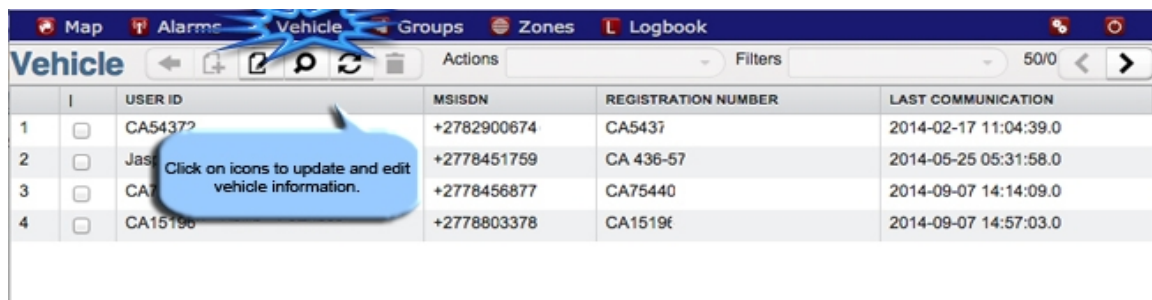 Map Alarms Vehicle Groups Zones L Logbook
Vehicle Actions Filters 50/0
I USER ID MSISDN REGISTRATION NUMBER LAST COMMUNICATION
1 CA54372 +2782900674 CA5437 2014-02-17 11:04:39.0
2 +2778451759 CA 436-57 2014-05-25 05:31:58.0
3 +2778456877 CA75440 2014-09-07 14:14:09.0
4 CA15196 +2778803378 CA15196 2014-09-07 14:57:03.0
Click on icons to update and edit
vehicle information.